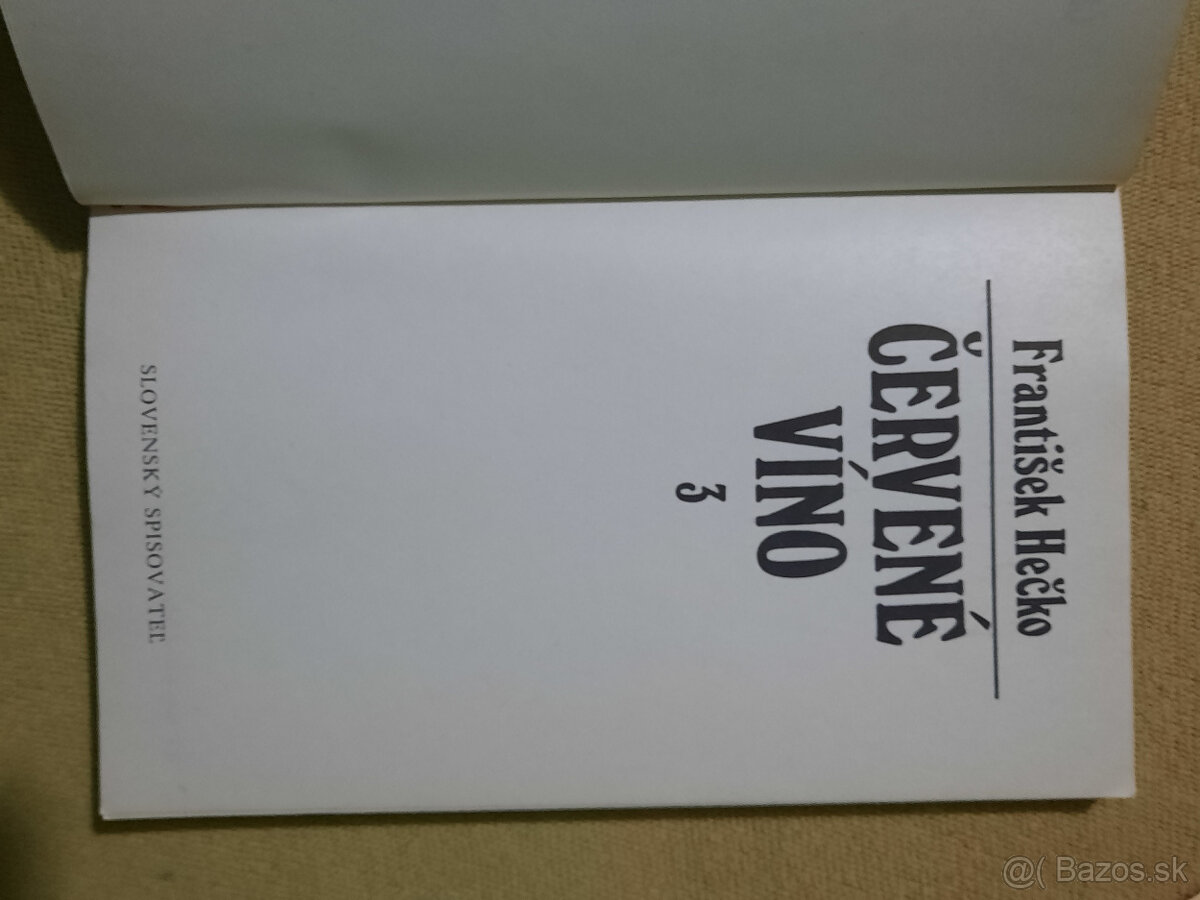 František Hečko
ČERVENÉ
VÍNO
3
SLOVENSKÝ SPISOVATEĽ
@( Bazos.sk